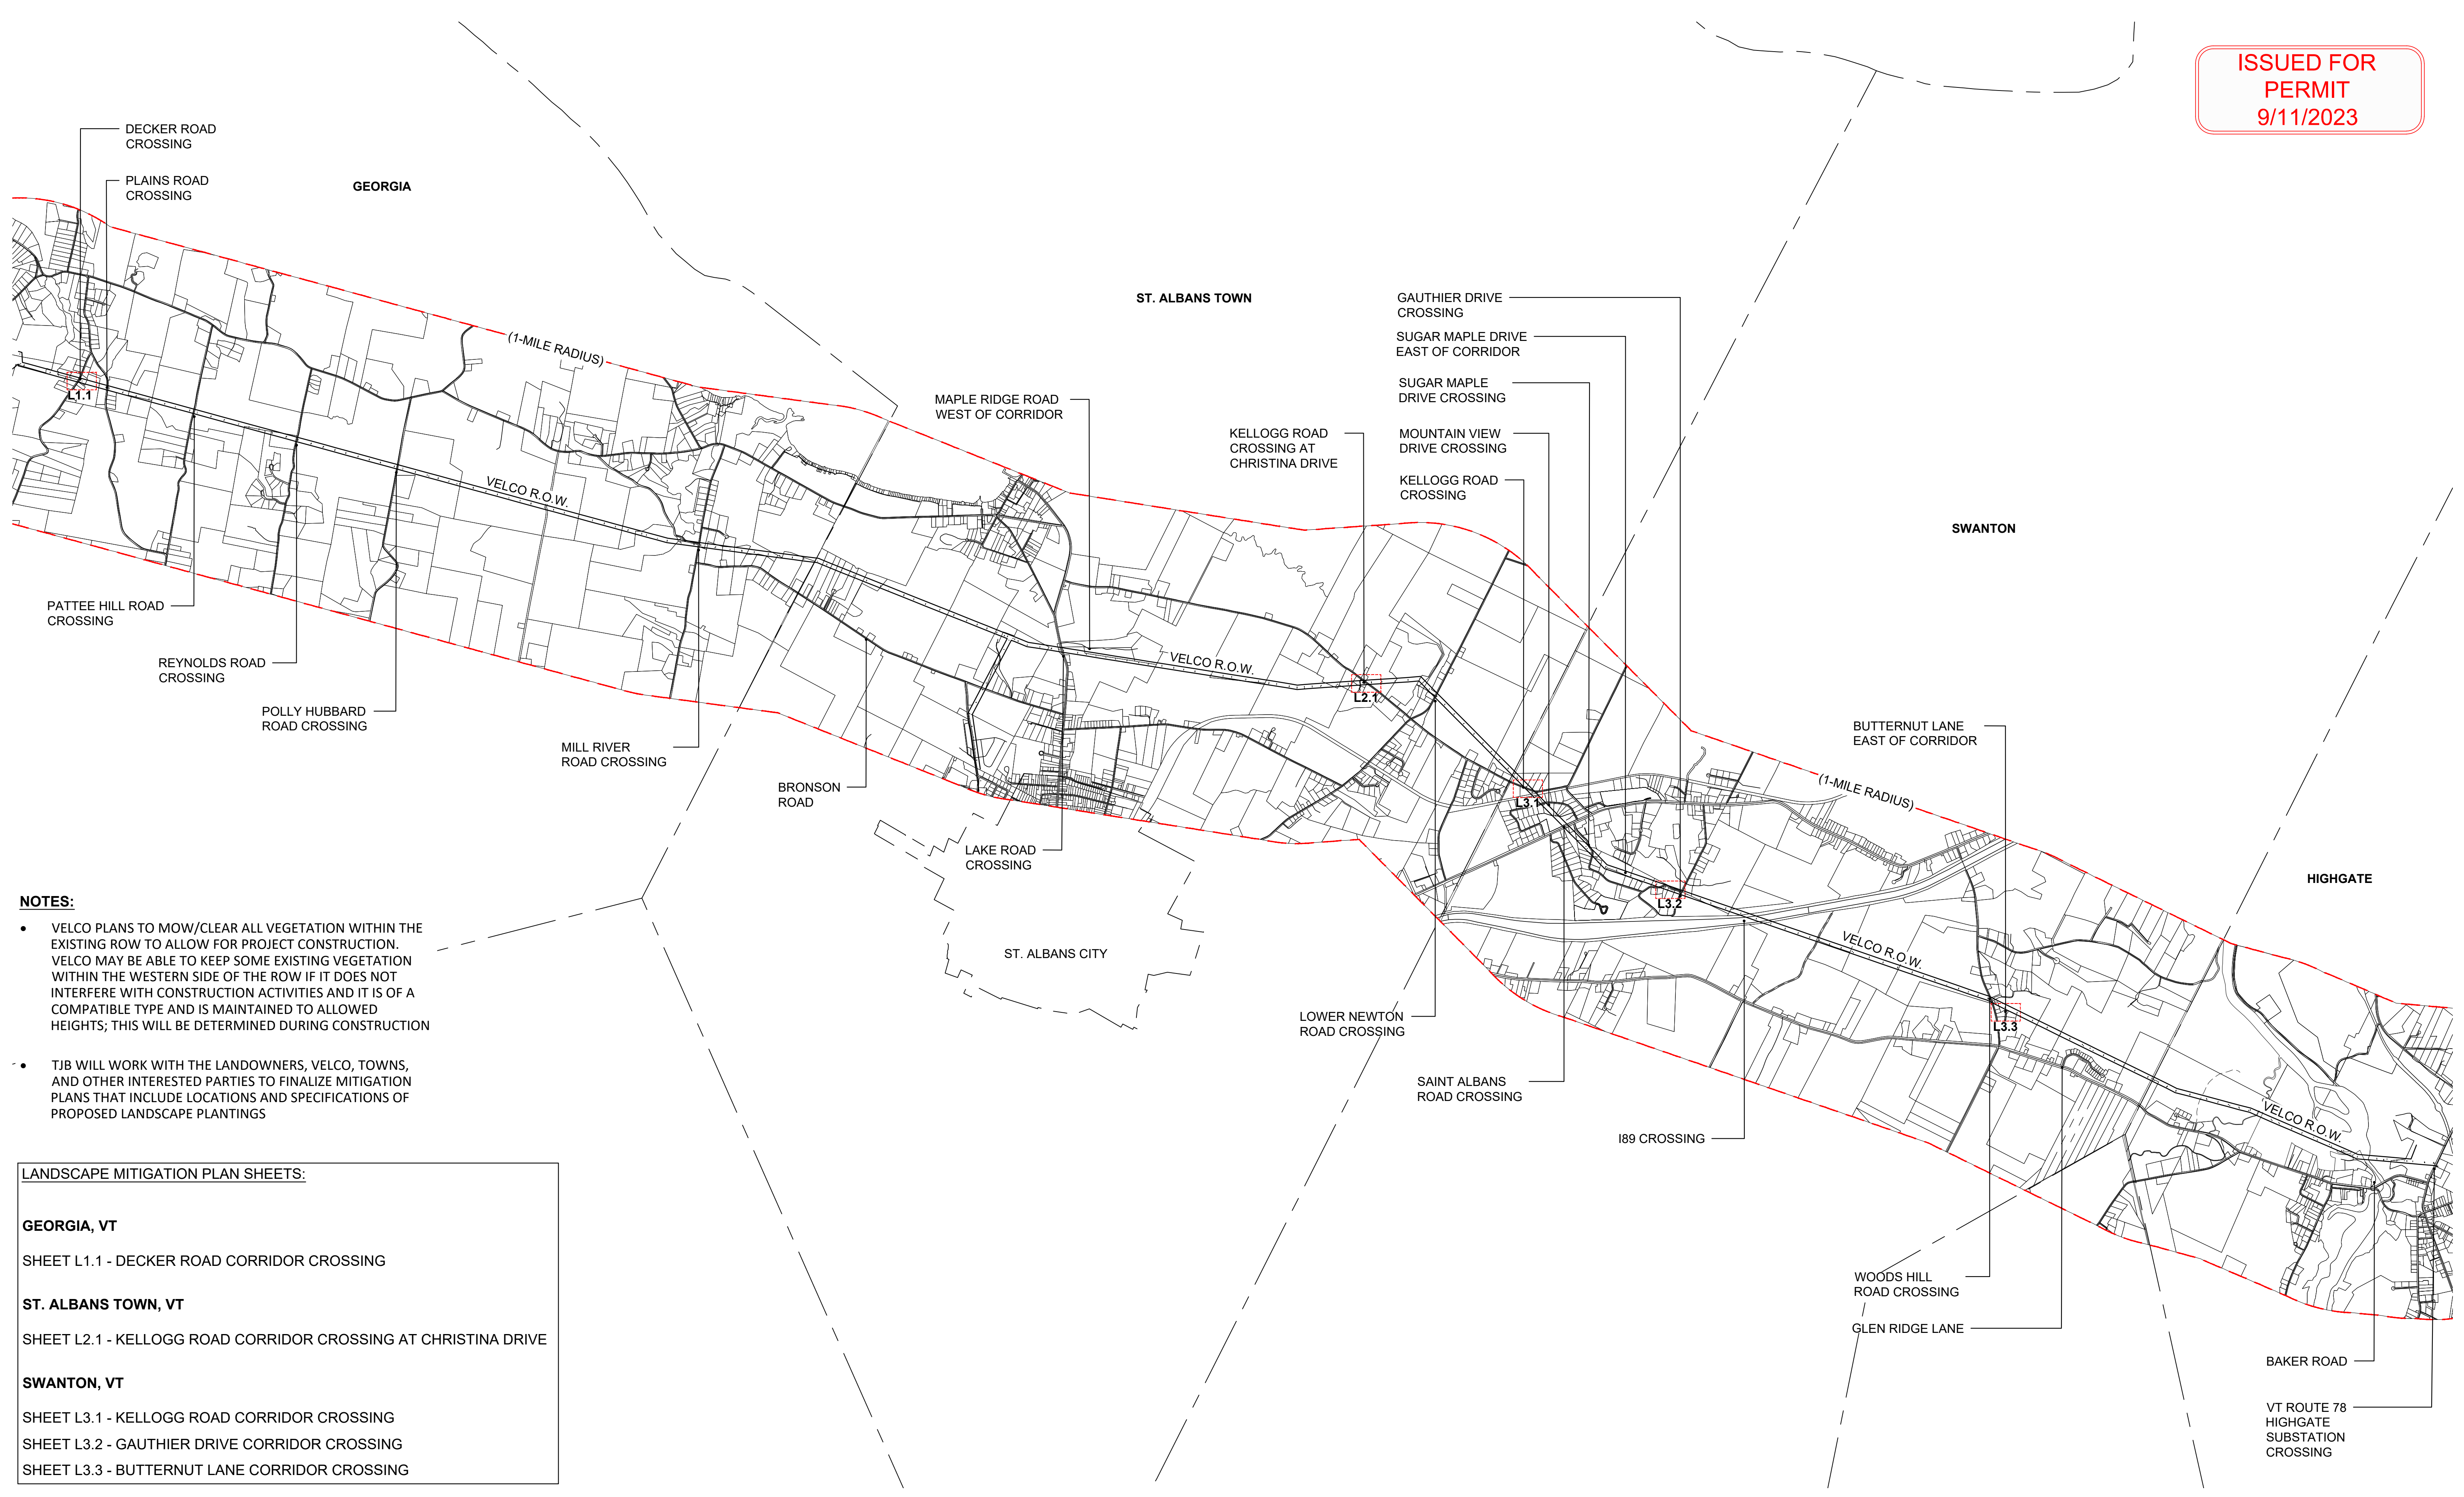 ISSUED FOR
PERMIT
9/11/2023
DECKER ROAD
CROSSING
PLAINS ROAD
CROSSING
GEORGIA
(1-MILE RADIUS)
L1.1
VELCO R.O.W.
PATTEE HILL ROAD
CROSSING
REYNOLDS ROAD
CROSSING
POLLY HUBBARD
ROAD CROSSING
MILL RIVER
ROAD CROSSING
BRONSON
ROAD
LAKE ROAD
CROSSING
ST. ALBANS CITY
ST. ALBANS TOWN
MAPLE RIDGE ROAD
WEST OF CORRIDOR
KELLOGG ROAD
CROSSING AT
CHRISTINA DRIVE
GAUTHIER DRIVE
CROSSING
SUGAR MAPLE DRIVE
EAST OF CORRIDOR
SUGAR MAPLE
DRIVE CROSSING
MOUNTAIN VIEW
DRIVE CROSSING
KELLOGG ROAD
CROSSING
VELCO R.O.W.
L2.1
L3.1
L3.2
SWANTON
BUTTERNUT LANE
EAST OF CORRIDOR
(1-MILE RADIUS)
HIGHGATE
VELCO R.O.W.
L3.3
LOWER NEWTON
ROAD CROSSING
SAINT ALBANS
ROAD CROSSING
I89 CROSSING
VELCO R.O.W.
WOODS HILL
ROAD CROSSING
GLEN RIDGE LANE
BAKER ROAD
VT ROUTE 78
HIGHGATE
SUBSTATION
CROSSING
NOTES:
• VELCO PLANS TO MOW/CLEAR ALL VEGETATION WITHIN THE
EXISTING ROW TO ALLOW FOR PROJECT CONSTRUCTION.
VELCO MAY BE ABLE TO KEEP SOME EXISTING VEGETATION
WITHIN THE WESTERN SIDE OF THE ROW IF IT DOES NOT
INTERFERE WITH CONSTRUCTION ACTIVITIES AND IT IS OF A
COMPATIBLE TYPE AND IS MAINTAINED TO ALLOWED
HEIGHTS; THIS WILL BE DETERMINED DURING CONSTRUCTION
• TJB WILL WORK WITH THE LANDOWNERS, VELCO, TOWNS,
AND OTHER INTERESTED PARTIES TO FINALIZE MITIGATION
PLANS THAT INCLUDE LOCATIONS AND SPECIFICATIONS OF
PROPOSED LANDSCAPE PLANTINGS
LANDSCAPE MITIGATION PLAN SHEETS:
GEORGIA, VT
SHEET L1.1 - DECKER ROAD CORRIDOR CROSSING
ST. ALBANS TOWN, VT
SHEET L2.1 - KELLOGG ROAD CORRIDOR CROSSING AT CHRISTINA DRIVE
SWANTON, VT
SHEET L3.1 - KELLOGG ROAD CORRIDOR CROSSING
SHEET L3.2 - GAUTHIER DRIVE CORRIDOR CROSSING
SHEET L3.3 - BUTTERNUT LANE CORRIDOR CROSSING